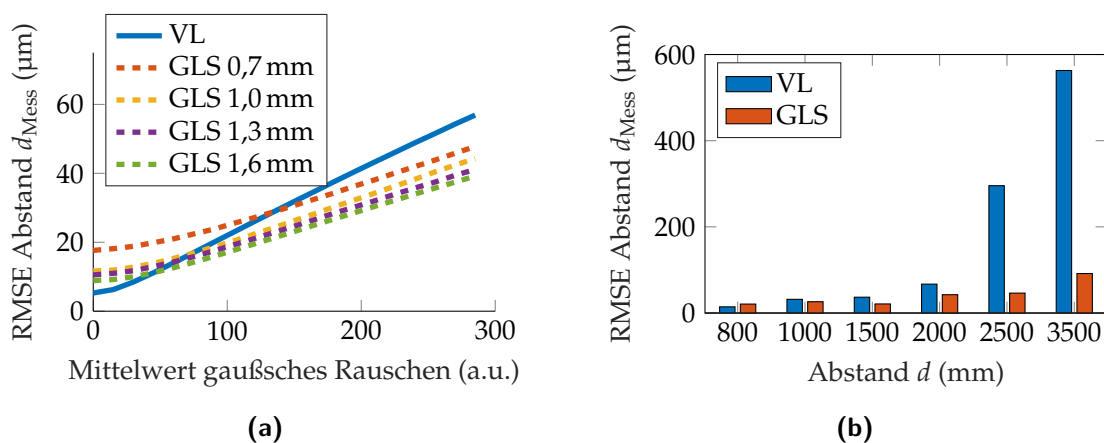 VL
GLS 0,7 mm
GLS 1,0 mm
GLS 1,3 mm
GLS 1,6 mm
60
40
20
0
0 100 200 300
RMSE Abstand dMess (µm)
Mittelwert gaußsches Rauschen (a.u.)
(a)
VL
GLS
600
400
200
0
800 1000 1500 2000 2500 3500
RMSE Abstand dMess (µm)
Abstand d (mm)
(b)